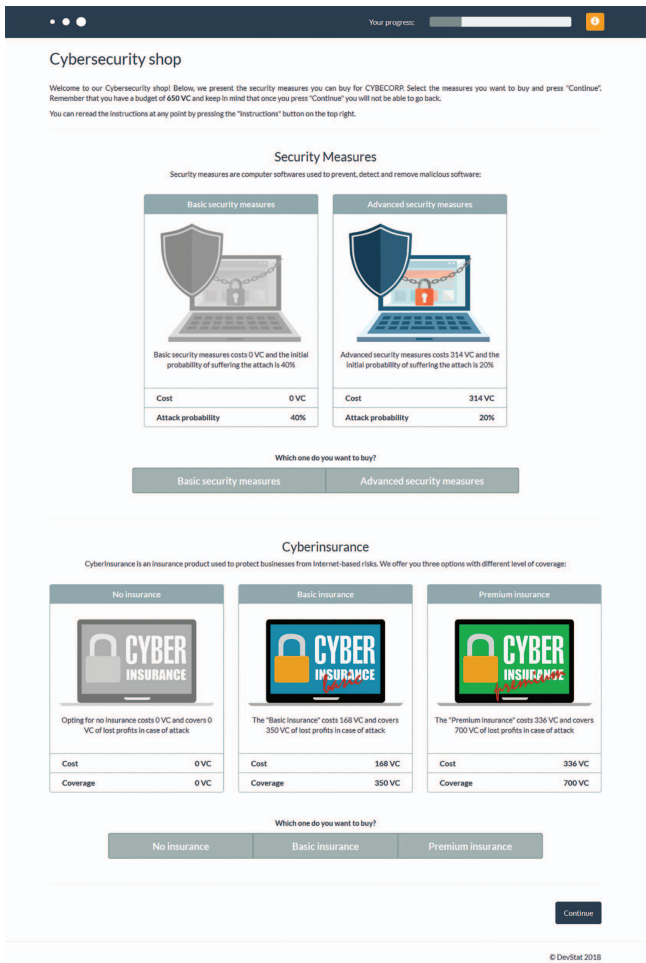 Your progress:
Cybersecurity shop
Welcome to our Cybersecurity shop! Below, we present the security measures you can buy for CYBECORP. Select the measures you want to buy and press "Continue".
Remember that you have a budget of 650 VC and keep in mind that once you press "Continue" you will not be able to go back.
You can reread the instructions at any point by pressing the "Instructions" button on the top right.
Security Measures
Security measures are computer softwares used to prevent, detect and remove malicious software:
Basic security measures
Advanced security measures
Basic security measures costs 0 VC and the initial
probability of suffering the attach is 40%
Advanced security measures costs 314 VC and the
initial probability of suffering the attach is 20%
Cost 0 VC
Cost 314 VC
Attack probability 40%
Attack probability 20%
Which one do you want to buy?
Basic security measures
Advanced security measures
Cyberinsurance
Cyberinsurance is an insurance product used to protect businesses from Internet-based risks. We offer you three options with different level of coverage:
No insurance
Basic insurance
Premium insurance
CYBER
INSURANCE
CYBER
INSURANCE
basic
CYBER
INSURANCE
premium
Opting for no insurance costs 0 VC and covers 0
VC of lost profits in case of attack
The "Basic insurance" costs 168 VC and covers
350 VC of lost profits in case of attack
The "Premium insurance" costs 336 VC and covers
700 VC of lost profits in case of attack
Cost 0 VC
Cost 168 VC
Cost 336 VC
Coverage 0 VC
Coverage 350 VC
Coverage 700 VC
Which one do you want to buy?
No insurance
Basic insurance
Premium insurance
Continue
© DevStat 2018